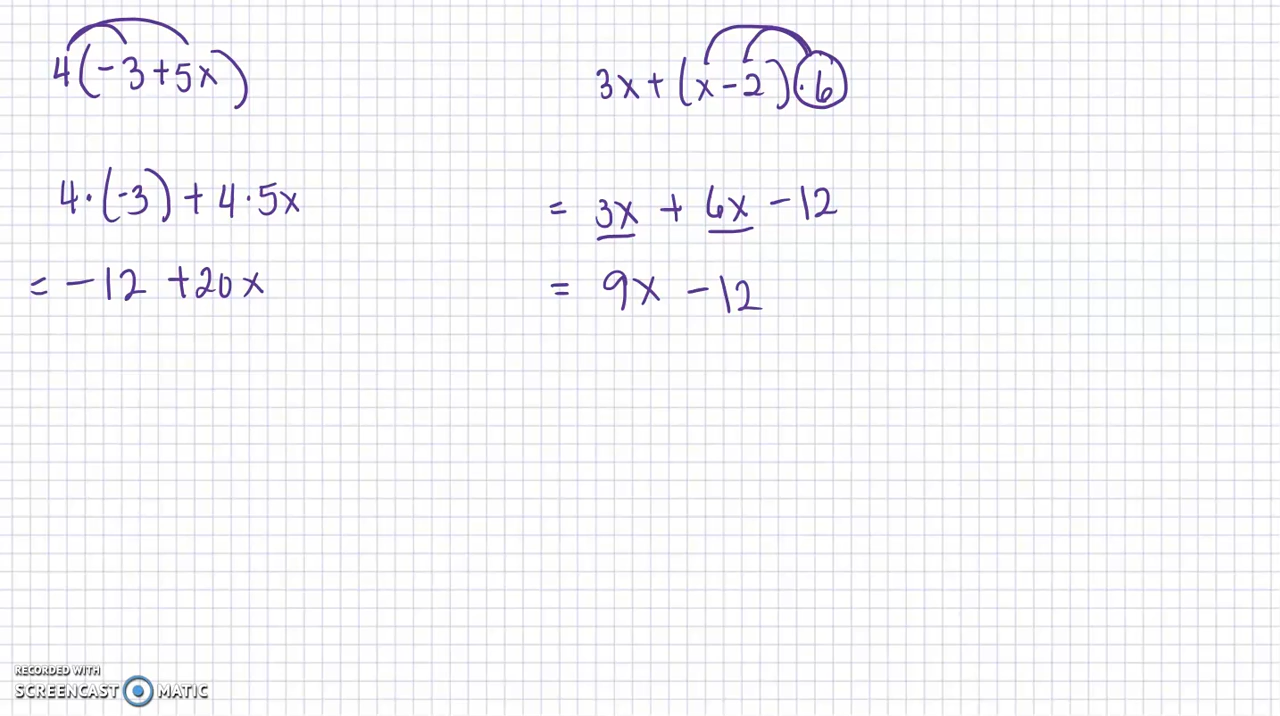 4(-3+5x)
4·(-3)+4·5x
= -12 +20x
3x+(x-2)·6
= 3x + 6x -12
= 9x -12
RECORDED WITH
SCREENCAST MATIC